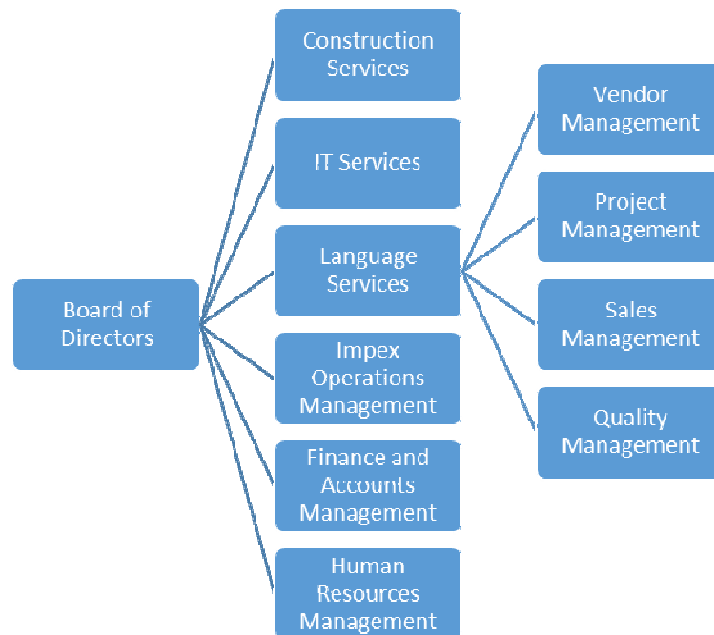 Board of
Directors
Construction
Services
IT Services
Language
Services
Impex
Operations
Management
Finance and
Accounts
Management
Human
Resources
Management
Vendor
Management
Project
Management
Sales
Management
Quality
Management